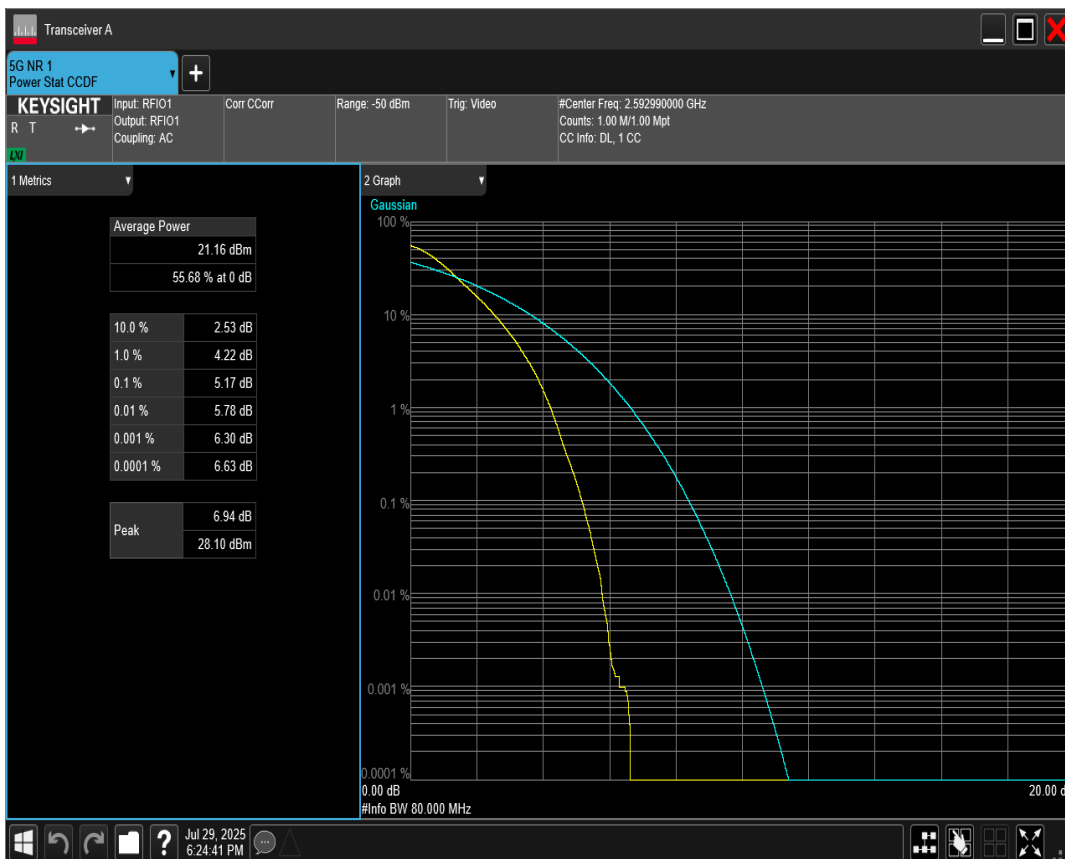 Transceiver A
5G NR 1
Power Stat CCDF
KEYSIGHT
R T
LXI
Input: RFIO1
Output: RFIO1
Coupling: AC
Corr CCorr
Range: -50 dBm
Trig: Video
#Center Freq: 2.592990000 GHz
Counts: 1.00 M/1.00 Mpt
CC Info: DL, 1 CC
1 Metrics
Average Power
21.16 dBm
55.68 % at 0 dB
10.0 % 2.53 dB
1.0 % 4.22 dB
0.1 % 5.17 dB
0.01 % 5.78 dB
0.001 % 6.30 dB
0.0001 % 6.63 dB
Peak
6.94 dB
28.10 dBm
2 Graph
Gaussian
100 %
10 %
1 %
0.1 %
0.01 %
0.001 %
0.0001 %
0.00 dB
20.00 d
#Info BW 80.000 MHz
Jul 29, 2025
6:24:41 PM